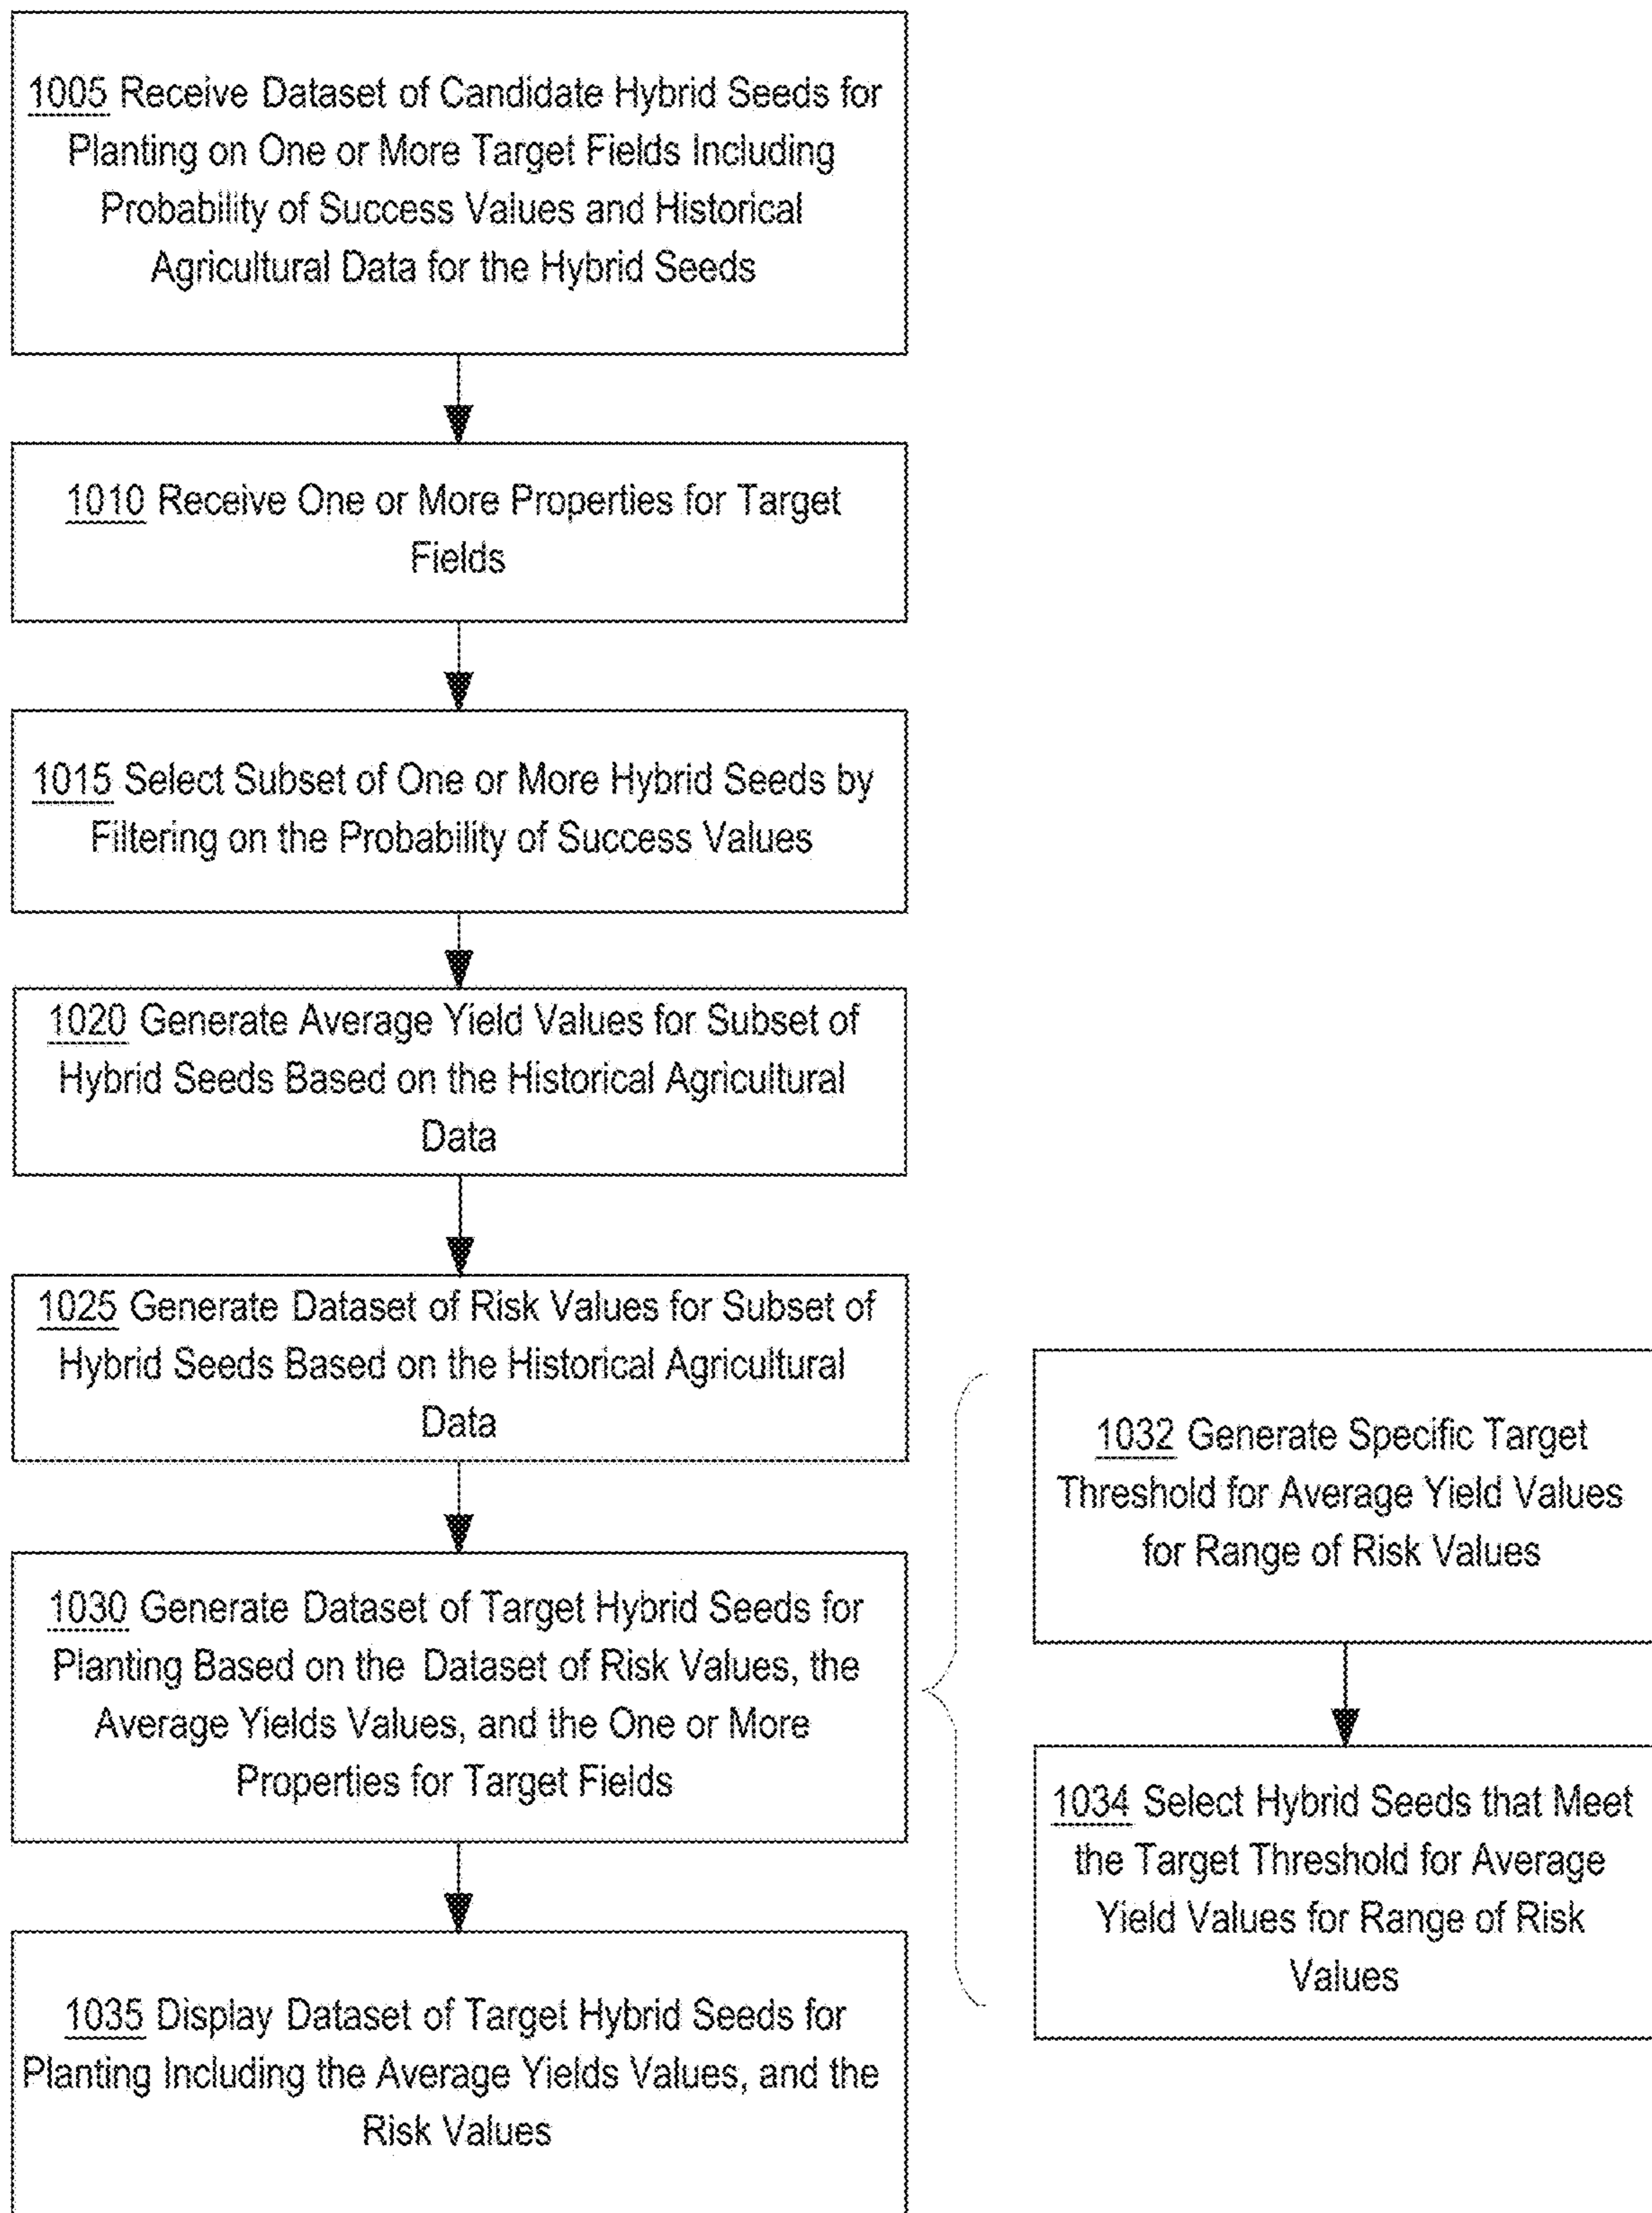 1005 Receive Dataset of Candidate Hybrid Seeds for
Planting on One or More Target Fields Including
Probability of Success Values and Historical
Agricultural Data for the Hybrid Seeds
1010 Receive One or More Properties for Target
Fields
1015 Select Subset of One or More Hybrid Seeds by
Filtering on the Probability of Success Values
1020 Generate Average Yield Values for Subset of
Hybrid Seeds Based on the Historical Agricultural
Data
1025 Generate Dataset of Risk Values for Subset of
Hybrid Seeds Based on the Historical Agricultural
Data
1030 Generate Dataset of Target Hybrid Seeds for
Planting Based on the Dataset of Risk Values, the
Average Yields Values, and the One or More
Properties for Target Fields
1032 Generate Specific Target
Threshold for Average Yield Values
for Range of Risk Values
1034 Select Hybrid Seeds that Meet
the Target Threshold for Average
Yield Values for Range of Risk
Values
1035 Display Dataset of Target Hybrid Seeds for
Planting Including the Average Yields Values, and the
Risk Values